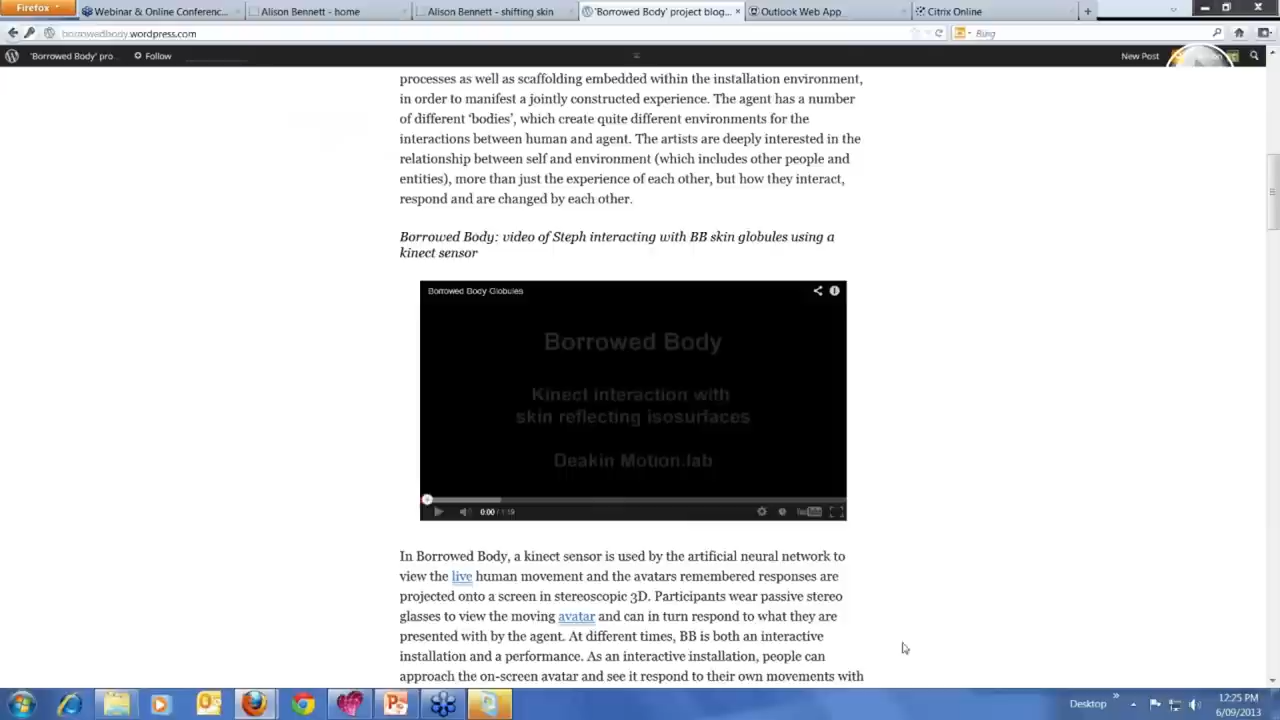 Firefox
Webinar & Online Conferenc...
Alison Bennett - home
Alison Bennett - shifting skin
'Borrowed Body' project blog...
Outlook Web App
Citrix Online
borrowedbody.wordpress.com
Bing
'Borrowed Body' pro...
Follow
New Post
processes as well as scaffolding embedded within the installation environment,
in order to manifest a jointly constructed experience. The agent has a number
of different ‘bodies’, which create quite different environments for the
interactions between human and agent. The artists are deeply interested in the
relationship between self and environment (which includes other people and
entities), more than just the experience of each other, but how they interact,
respond and are changed by each other.
Borrowed Body: video of Steph interacting with BB skin globules using a
kinect sensor
Borrowed Body Globules
Borrowed Body
Kinect interaction with
skin reflecting isosurfaces
Deakin Motion.lab
0:00 / 1:19
In Borrowed Body, a kinect sensor is used by the artificial neural network to
view the live human movement and the avatars remembered responses are
projected onto a screen in stereoscopic 3D. Participants wear passive stereo
glasses to view the moving avatar and can in turn respond to what they are
presented with by the agent. At different times, BB is both an interactive
installation and a performance. As an interactive installation, people can
approach the on-screen avatar and see it respond to their own movements with
Desktop
12:25 PM
6/09/2013